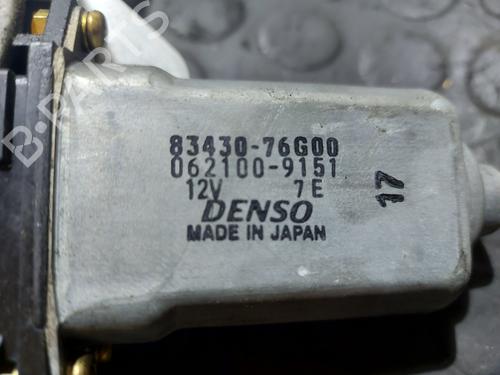 83430-76G00
062100-9151
12V 7E
17
DENSO
MADE IN JAPAN
B-PARTS